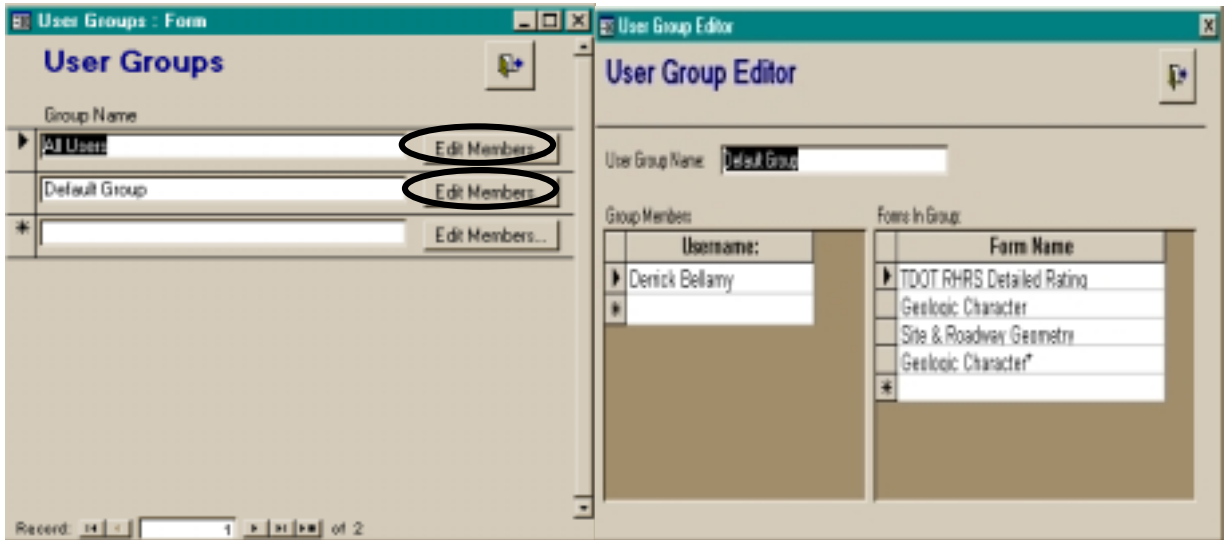 User Groups : Form
User Groups
Group Name
All Users
Edit Members
Default Group
Edit Members
Edit Members...
Record: 1 of 2
User Group Editor
User Group Editor
User Group Name: Default Group
Group Members:
Username:
Derrick Bellamy
Forms In Group:
Form Name
TDOT RHRS Detailed Rating
Geologic Character
Site & Roadway Geometry
Geologic Character*